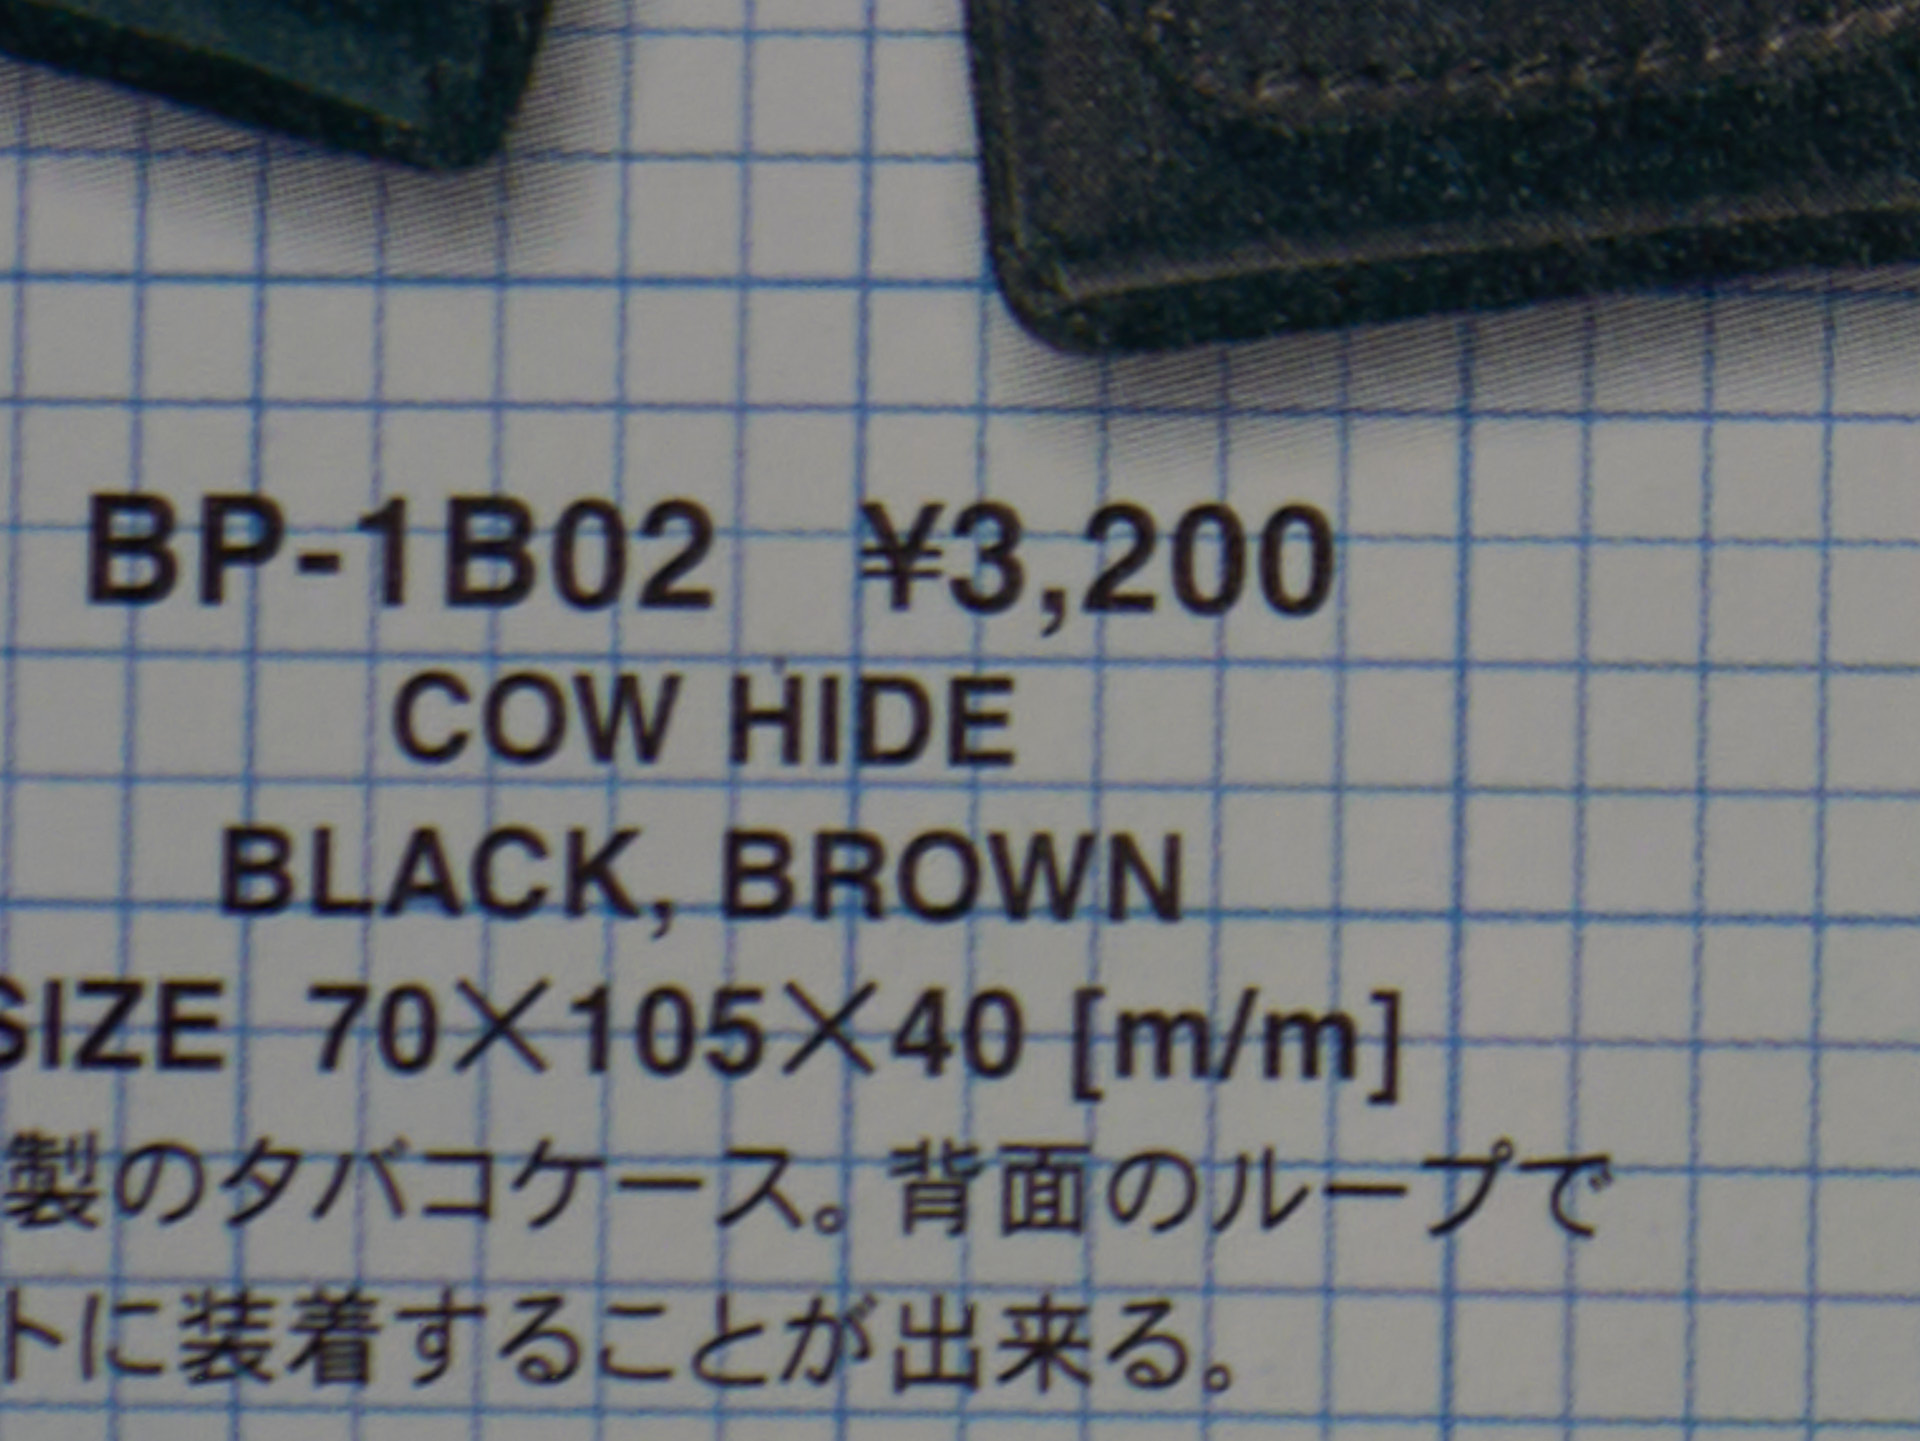 BP-1B02 ¥3,200
COW HIDE
BLACK, BROWN
SIZE 70×105×40 [m/m]
製のタバコケース。背面のループで
トに装着することが出来る。